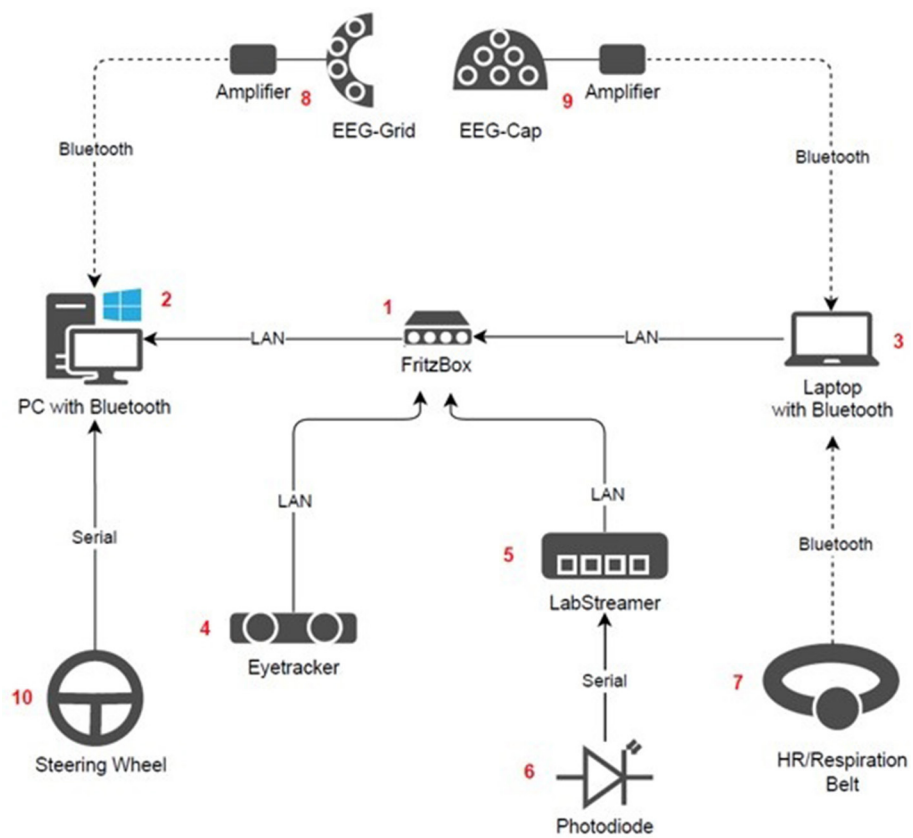 Amplifier
8
EEG-Grid
EEG-Cap
9
Amplifier
Bluetooth
Bluetooth
2
1
3
LAN
LAN
FritzBox
PC with Bluetooth
Laptop
with Bluetooth
LAN
LAN
Serial
5
Bluetooth
LabStreamer
4
Eyetracker
Serial
7
10
Steering Wheel
6
HR/Respiration
Belt
Photodiode